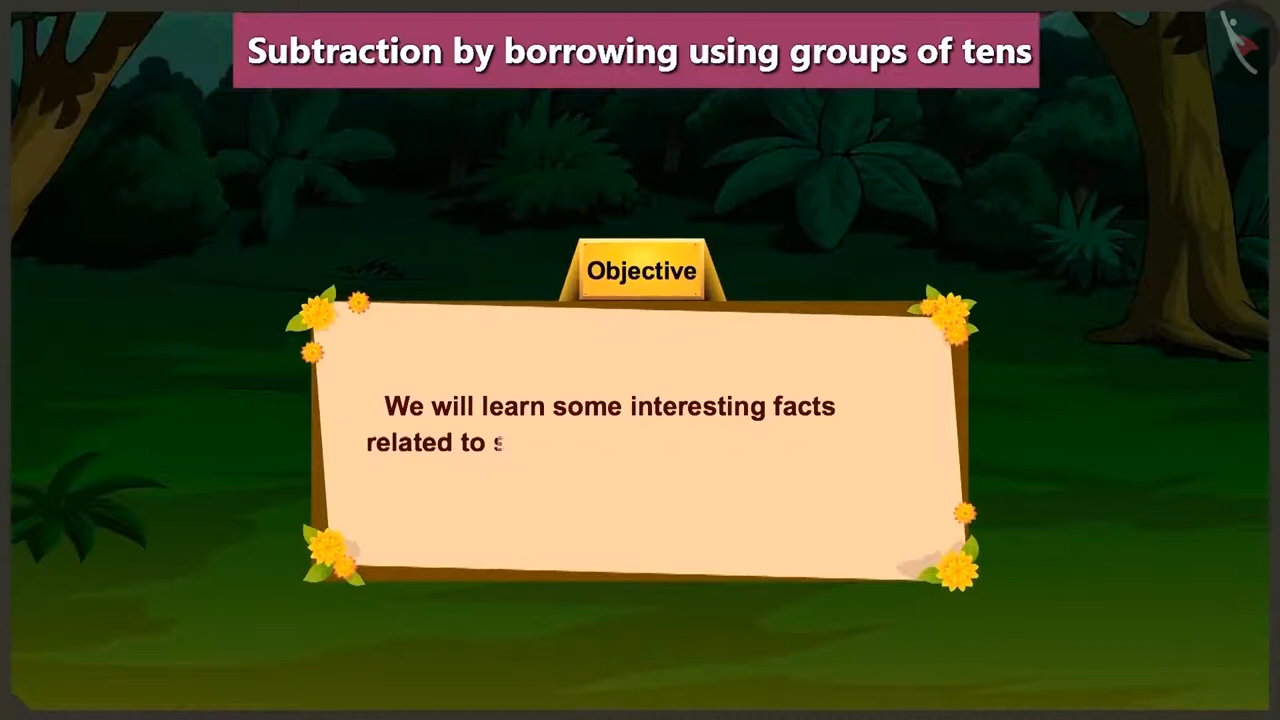 Subtraction by borrowing using groups of tens
Objective
We will learn some interesting facts
related to s